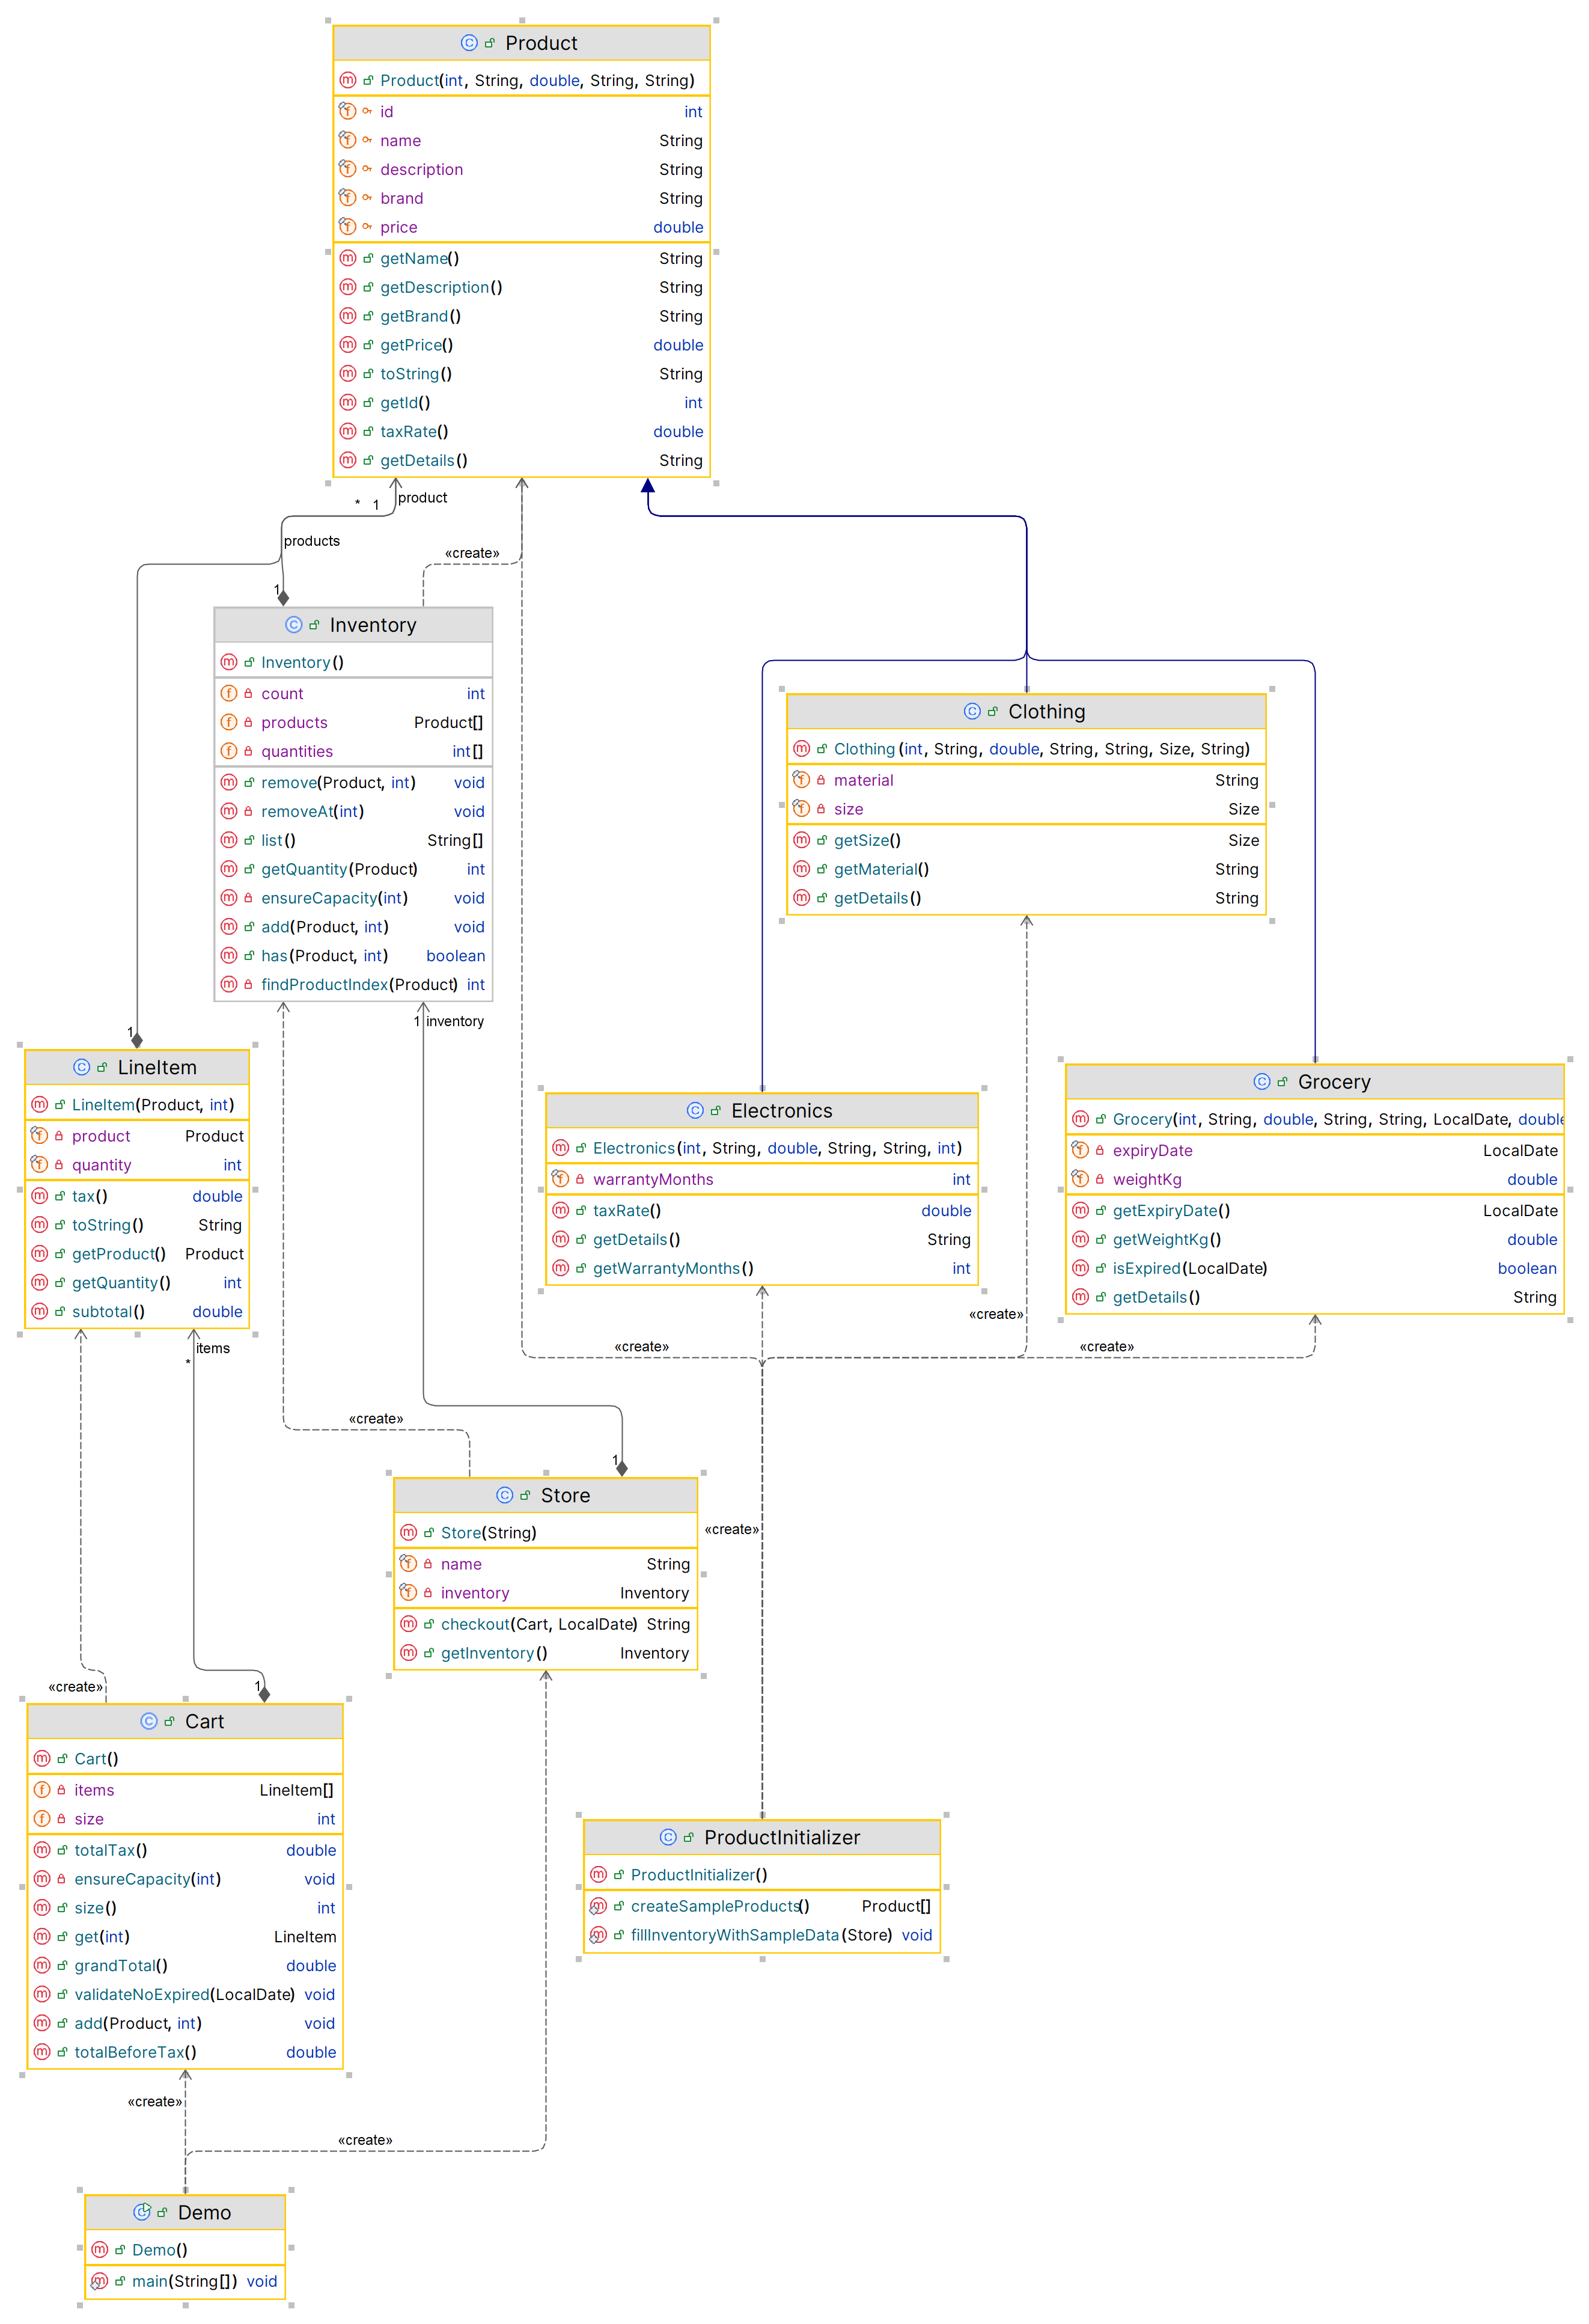 Product
Product(int, String, double, String, String)
id int
name String
description String
brand String
price double
getName() String
getDescription() String
getBrand() String
getPrice() double
toString() String
getId() int
taxRate() double
getDetails() String
* 1 product
products
«create»
1
Inventory
Inventory()
count int
products Product[]
quantities int[]
remove(Product, int) void
removeAt(int) void
list() String[]
getQuantity(Product) int
ensureCapacity(int) void
add(Product, int) void
has(Product, int) boolean
findProductIndex(Product) int
1 inventory
Clothing
Clothing(int, String, double, String, String, Size, String)
material String
size Size
getSize() Size
getMaterial() String
getDetails() String
1
LineItem
LineItem(Product, int)
product Product
quantity int
tax() double
toString() String
getProduct() Product
getQuantity() int
subtotal() double
items
*
Electronics
Electronics(int, String, double, String, String, int)
warrantyMonths int
taxRate() double
getDetails() String
getWarrantyMonths() int
Grocery
Grocery(int, String, double, String, String, LocalDate, double
expiryDate LocalDate
weightKg double
getExpiryDate() LocalDate
getWeightKg() double
isExpired(LocalDate) boolean
getDetails() String
«create»
«create»
«create»
«create»
1
Store
Store(String)
name String
inventory Inventory
checkout(Cart, LocalDate) String
getInventory() Inventory
«create»
«create»
1
Cart
Cart()
items LineItem[]
size int
totalTax() double
ensureCapacity(int) void
size() int
get(int) LineItem
grandTotal() double
validateNoExpired(LocalDate) void
add(Product, int) void
totalBeforeTax() double
ProductInitializer
ProductInitializer()
createSampleProducts() Product[]
fillInventoryWithSampleData(Store) void
«create»
«create»
Demo
Demo()
main(String[]) void